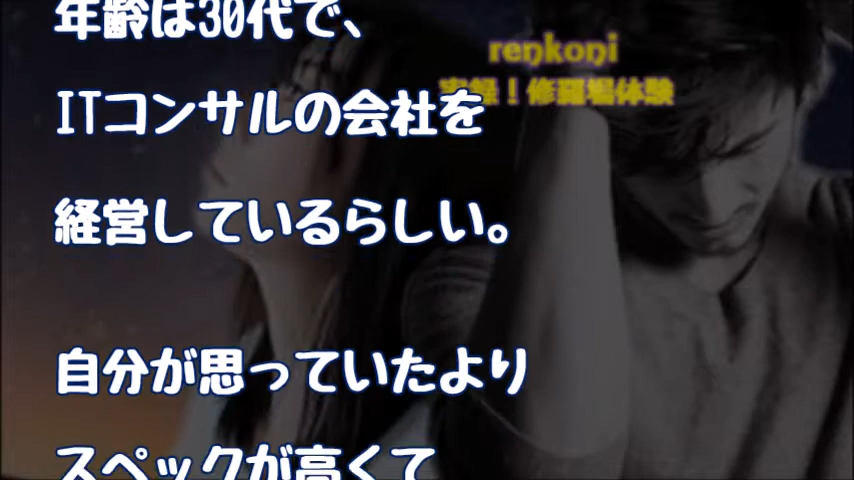 年齢は30代で、
renkoni
実録！修羅場体験
ITコンサルの会社を
経営しているらしい。
自分が思っていたより
スペックが高くて